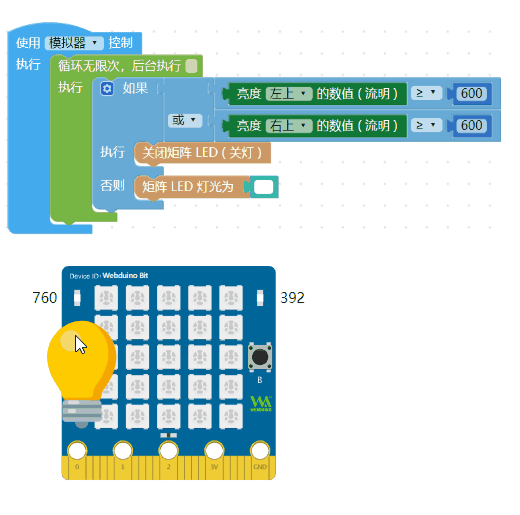 使用 模拟器 控制
执行 循环无限次，后台执行
执行 如果 亮度 左上 的数值（流明） ≥ 600
或 亮度 右上 的数值（流明） ≥ 600
执行 关闭矩阵 LED（关灯）
否则 矩阵 LED 灯光为
Device ID : Webduino Bit
760 392
B
0 1 2 3V GND